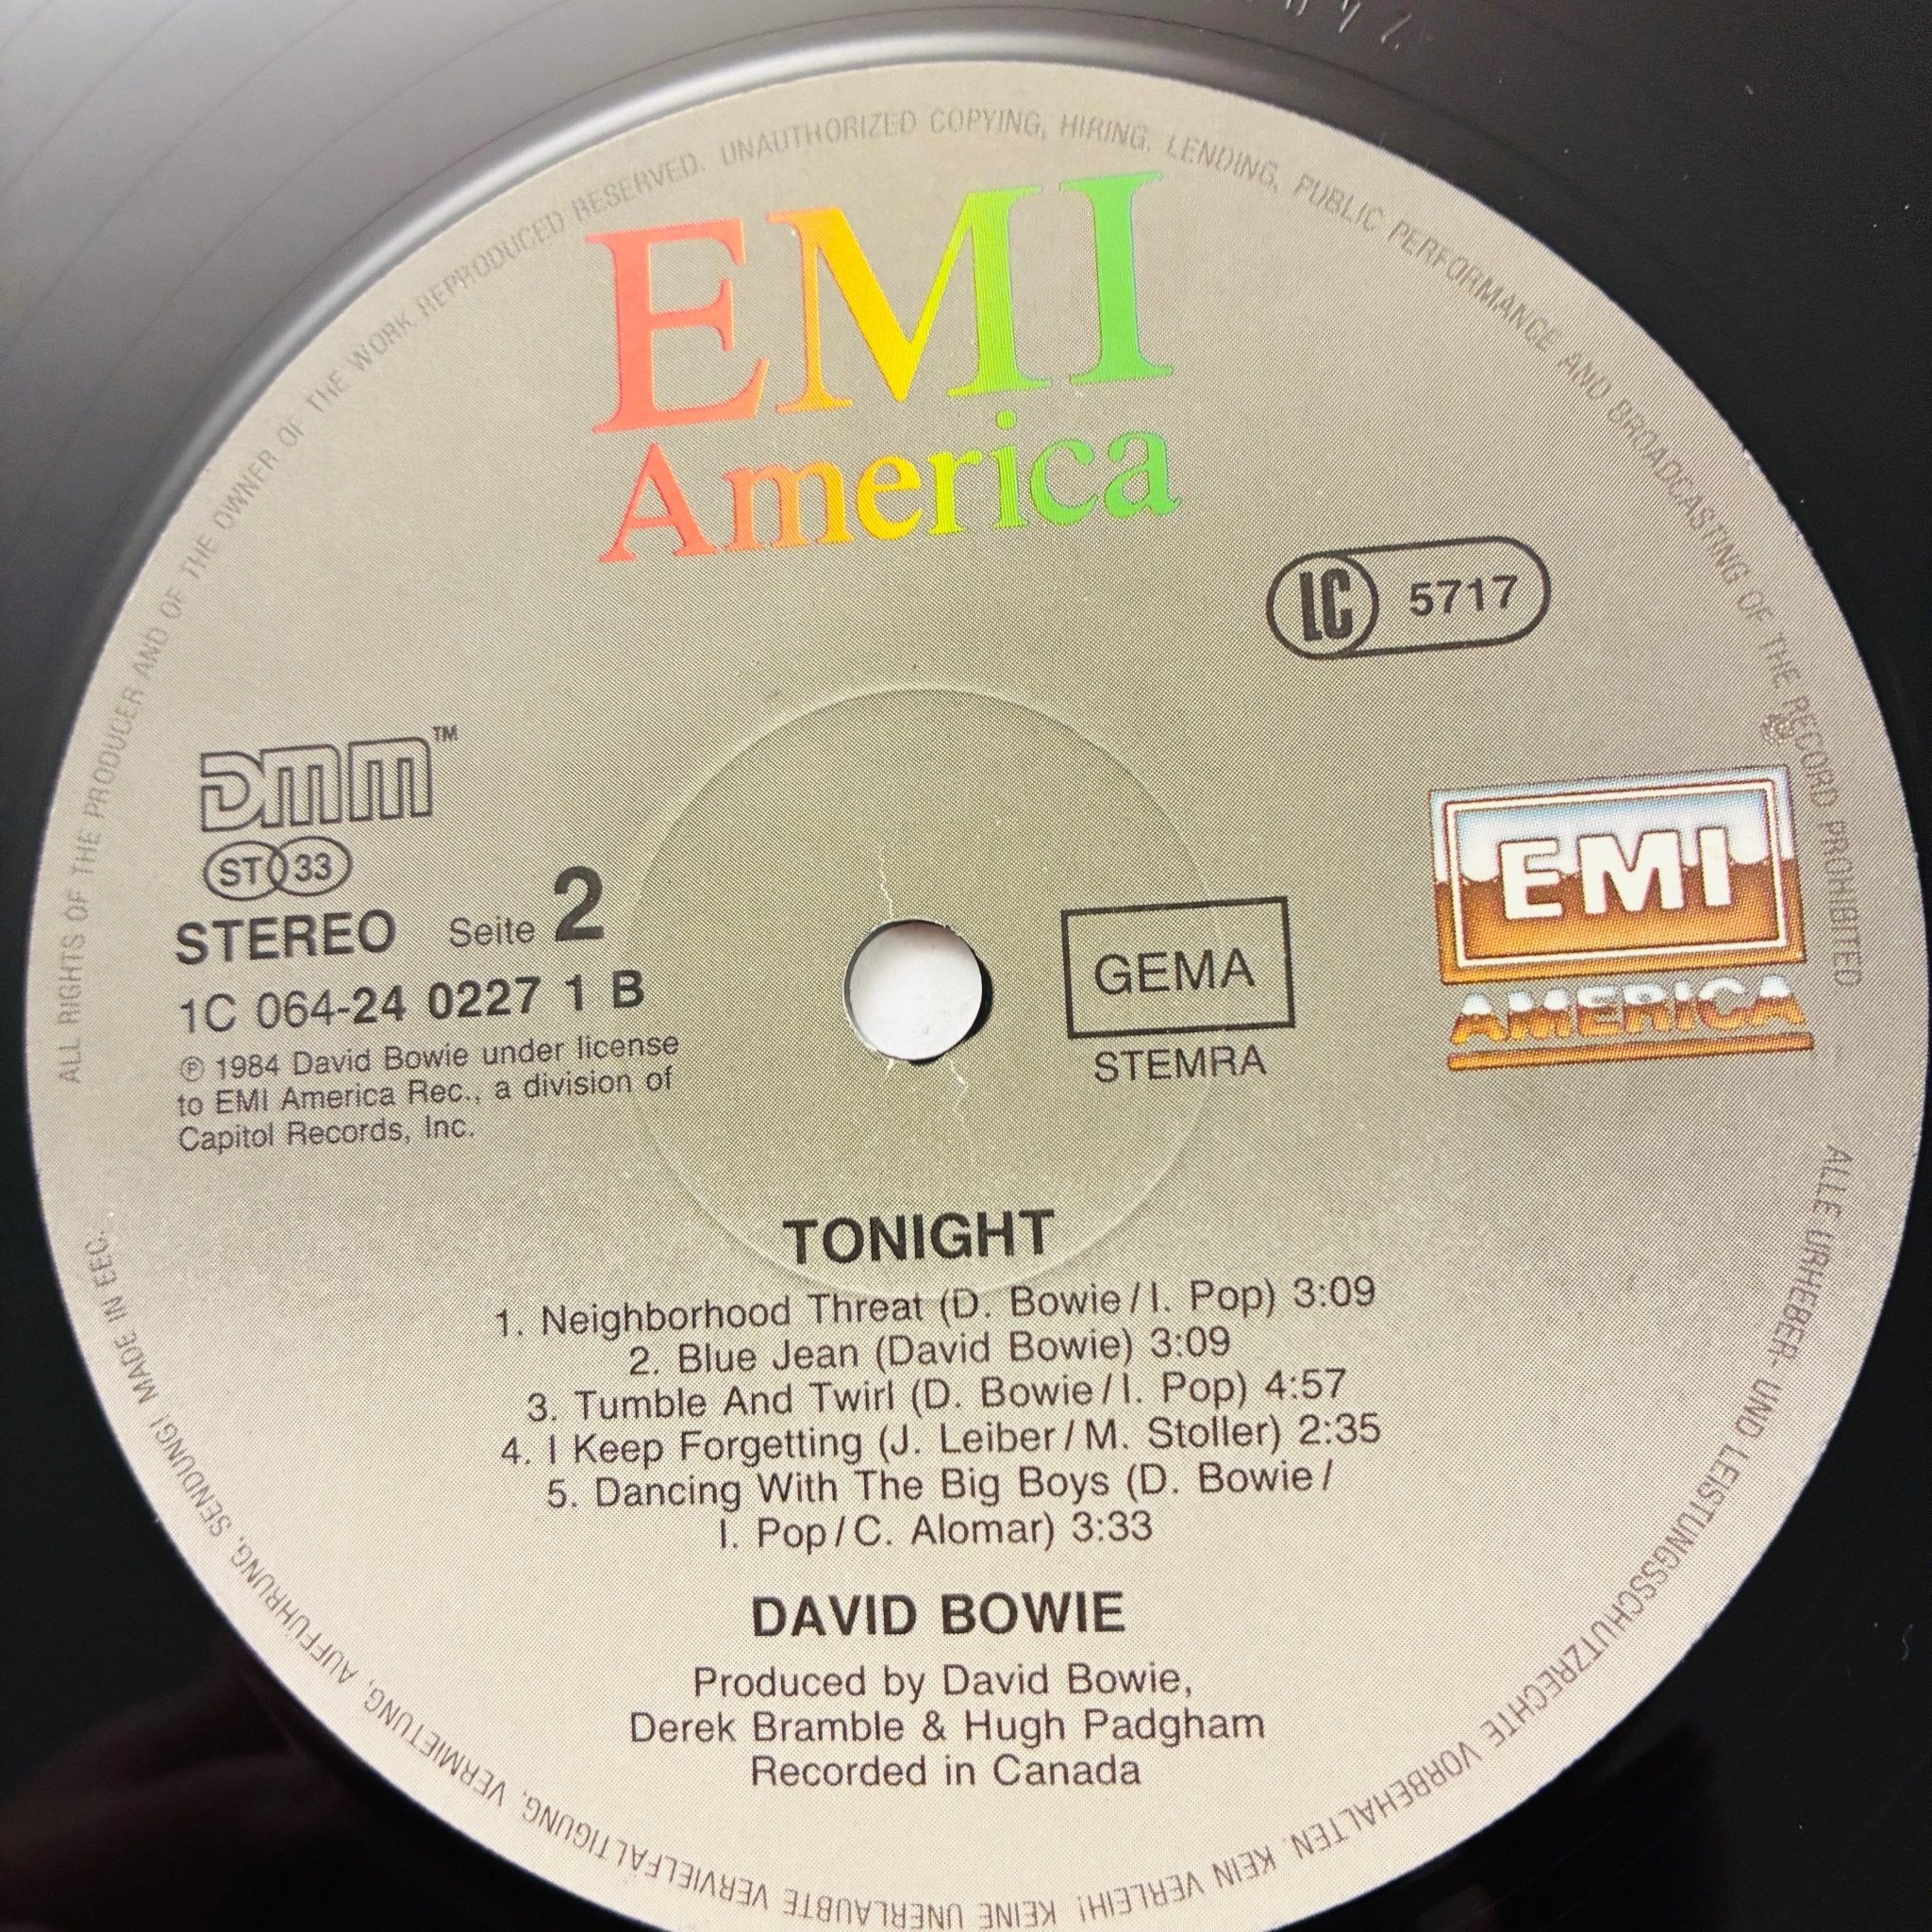 ALL RIGHTS OF THE PRODUCER AND OF THE OWNER OF THE WORK REPRODUCED RESERVED. UNAUTHORIZED COPYING, HIRING, LENDING, PUBLIC PERFORMANCE AND BROADCASTING OF THE RECORD PROHIBITED
EMI
America
LC 5717
DMM™
ST 33
STEREO Seite 2
1C 064-24 0227 1 B
℗ 1984 David Bowie under license
to EMI America Rec., a division of
Capitol Records, Inc.
GEMA
STEMRA
EMI
AMERICA
TONIGHT
1. Neighborhood Threat (D. Bowie/I. Pop) 3:09
2. Blue Jean (David Bowie) 3:09
3. Tumble And Twirl (D. Bowie/I. Pop) 4:57
4. I Keep Forgetting (J. Leiber/M. Stoller) 2:35
5. Dancing With The Big Boys (D. Bowie/
I. Pop/C. Alomar) 3:33
DAVID BOWIE
Produced by David Bowie,
Derek Bramble & Hugh Padgham
Recorded in Canada
ALLE URHEBER- UND LEISTUNGSSCHUTZRECHTE VORBEHALTEN. KEIN VERLEIH! KEINE UNERLAUBTE VERVIELFÄLTIGUNG, VERMIETUNG, AUFFÜHRUNG, SENDUNG! MADE IN EEC.